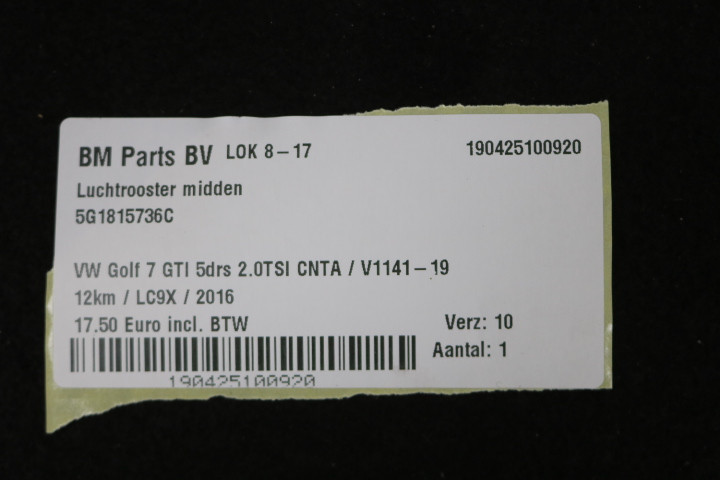 BM Parts BV LOK 8-17 190425100920
Luchtrooster midden
5G1815736C
VW Golf 7 GTI 5drs 2.0TSI CNTA / V1141-19
12km / LC9X / 2016
17.50 Euro incl. BTW Verz: 10
Aantal: 1
190425100920